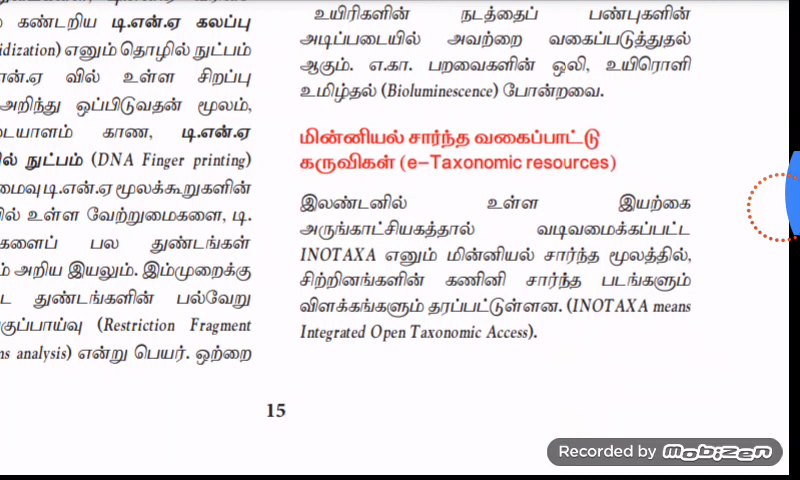 கண்டறிய டி.என்.ஏ கலப்பு
எனும் தொழில் நுட்பம்
வில் உள்ள சிறப்பு
அறிந்து ஒப்பிடுவதன் மூலம்,
காண, டி.என்.ஏ
நுட்பம் (DNA Finger printing)
டி.என்.ஏ மூலக்கூறுகளின்
உள்ள வேற்றுமைகளை, டி.
பல துண்டங்கள்
அறிய இயலும். இம்முறைக்கு
துண்டங்களின் பல்வேறு
(Restriction Fragment
analysis) என்று பெயர். ஒற்றை
உயிரிகளின் நடத்தைப் பண்புகளின்
அடிப்படையில் அவற்றை வகைப்படுத்துதல்
ஆகும். எ.கா. பறவைகளின் ஒலி, உயிரொளி
உமிழ்தல் (Bioluminescence) போன்றவை.
மின்னியல் சார்ந்த வகைப்பாட்டு
கருவிகள் (e-Taxonomic resources)
இலண்டனில் உள்ள இயற்கை
அருங்காட்சியகத்தால் வடிவமைக்கப்பட்ட
INOTAXA எனும் மின்னியல் சார்ந்த மூலத்தில்,
சிற்றினங்களின் கணினி சார்ந்த படங்களும்
விளக்கங்களும் தரப்பட்டுள்ளன. (INOTAXA means
Integrated Open Taxonomic Access).
15
Recorded by mobizen